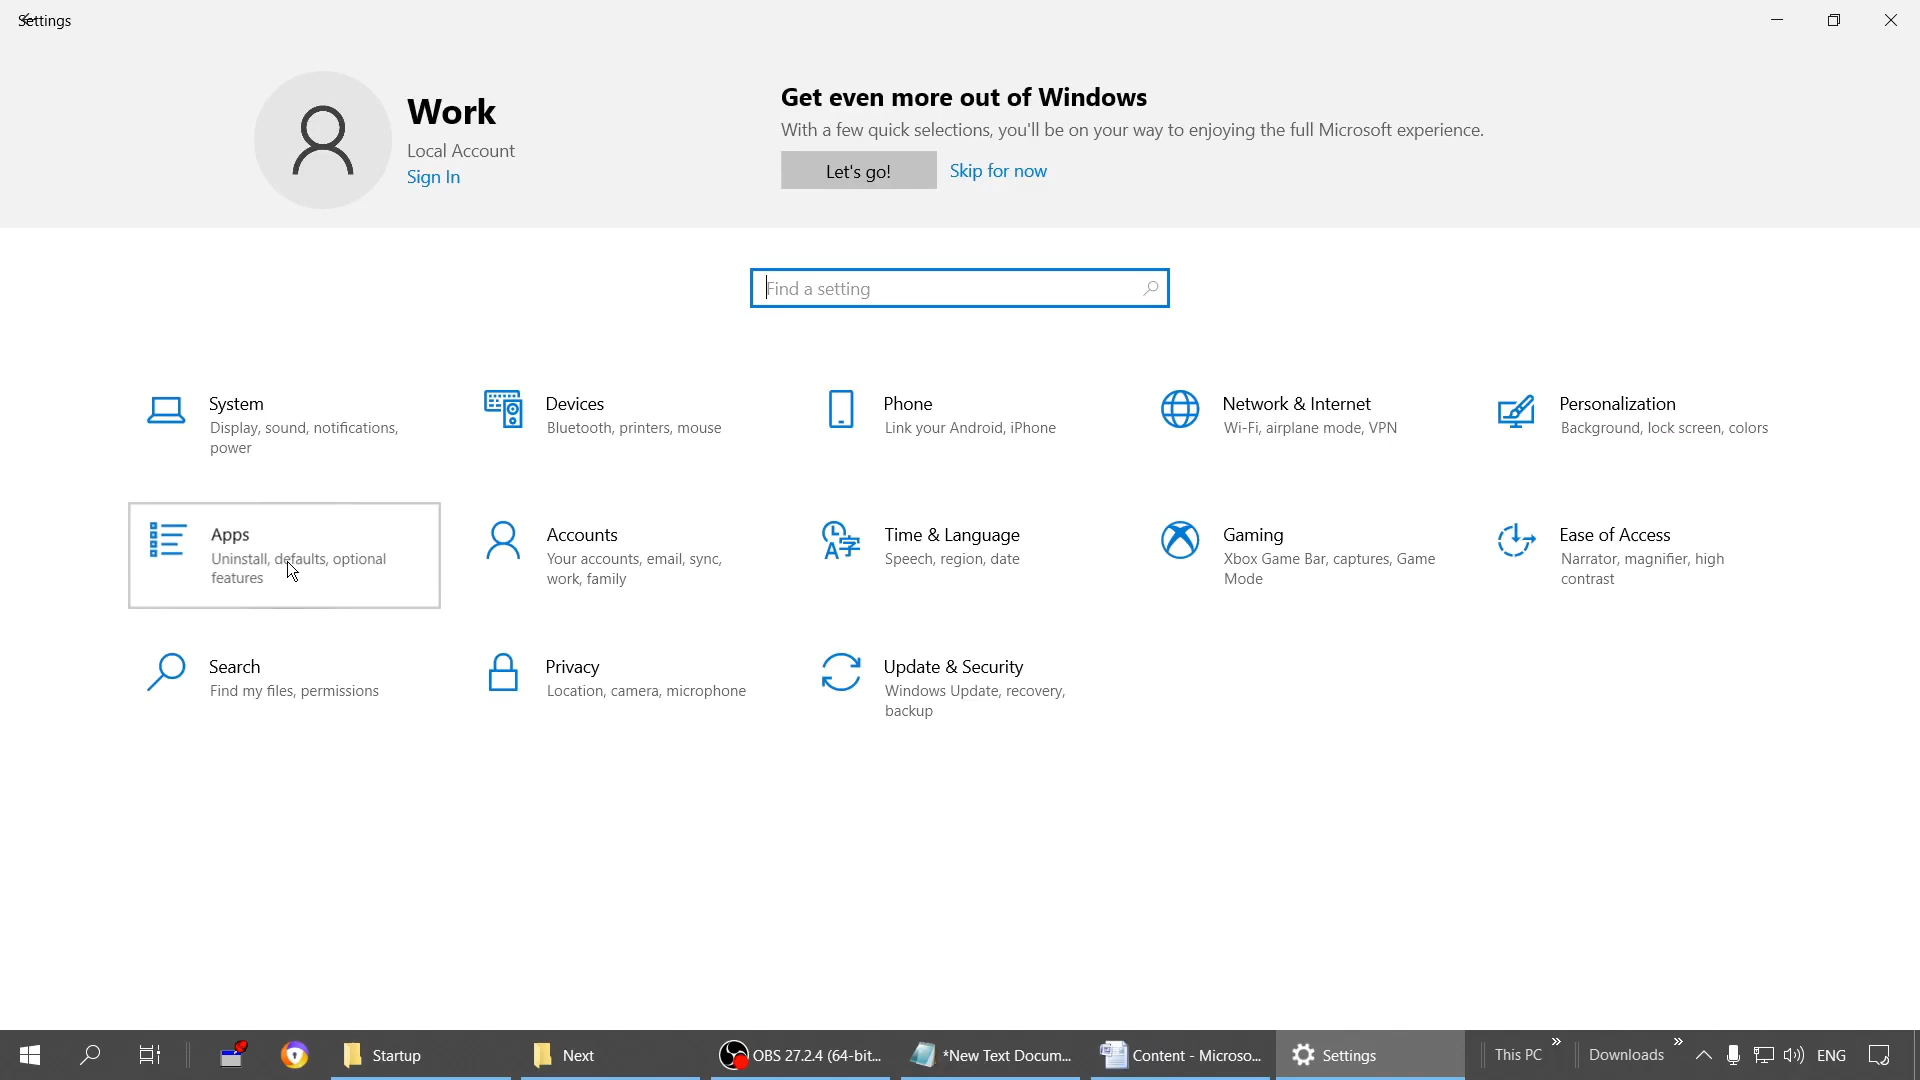 Settings
Work
Local Account
Sign In
Get even more out of Windows
With a few quick selections, you'll be on your way to enjoying the full Microsoft experience.
Let's go!
Skip for now
Find a setting
System
Display, sound, notifications,
power
Devices
Bluetooth, printers, mouse
Phone
Link your Android, iPhone
Network & Internet
Wi-Fi, airplane mode, VPN
Personalization
Background, lock screen, colors
Apps
Uninstall, defaults, optional
features
Accounts
Your accounts, email, sync,
work, family
Time & Language
Speech, region, date
Gaming
Xbox Game Bar, captures, Game
Mode
Ease of Access
Narrator, magnifier, high
contrast
Search
Find my files, permissions
Privacy
Location, camera, microphone
Update & Security
Windows Update, recovery,
backup
Startup
Next
OBS 27.2.4 (64-bit...
*New Text Docum...
Content - Microso...
Settings
This PC
Downloads
ENG